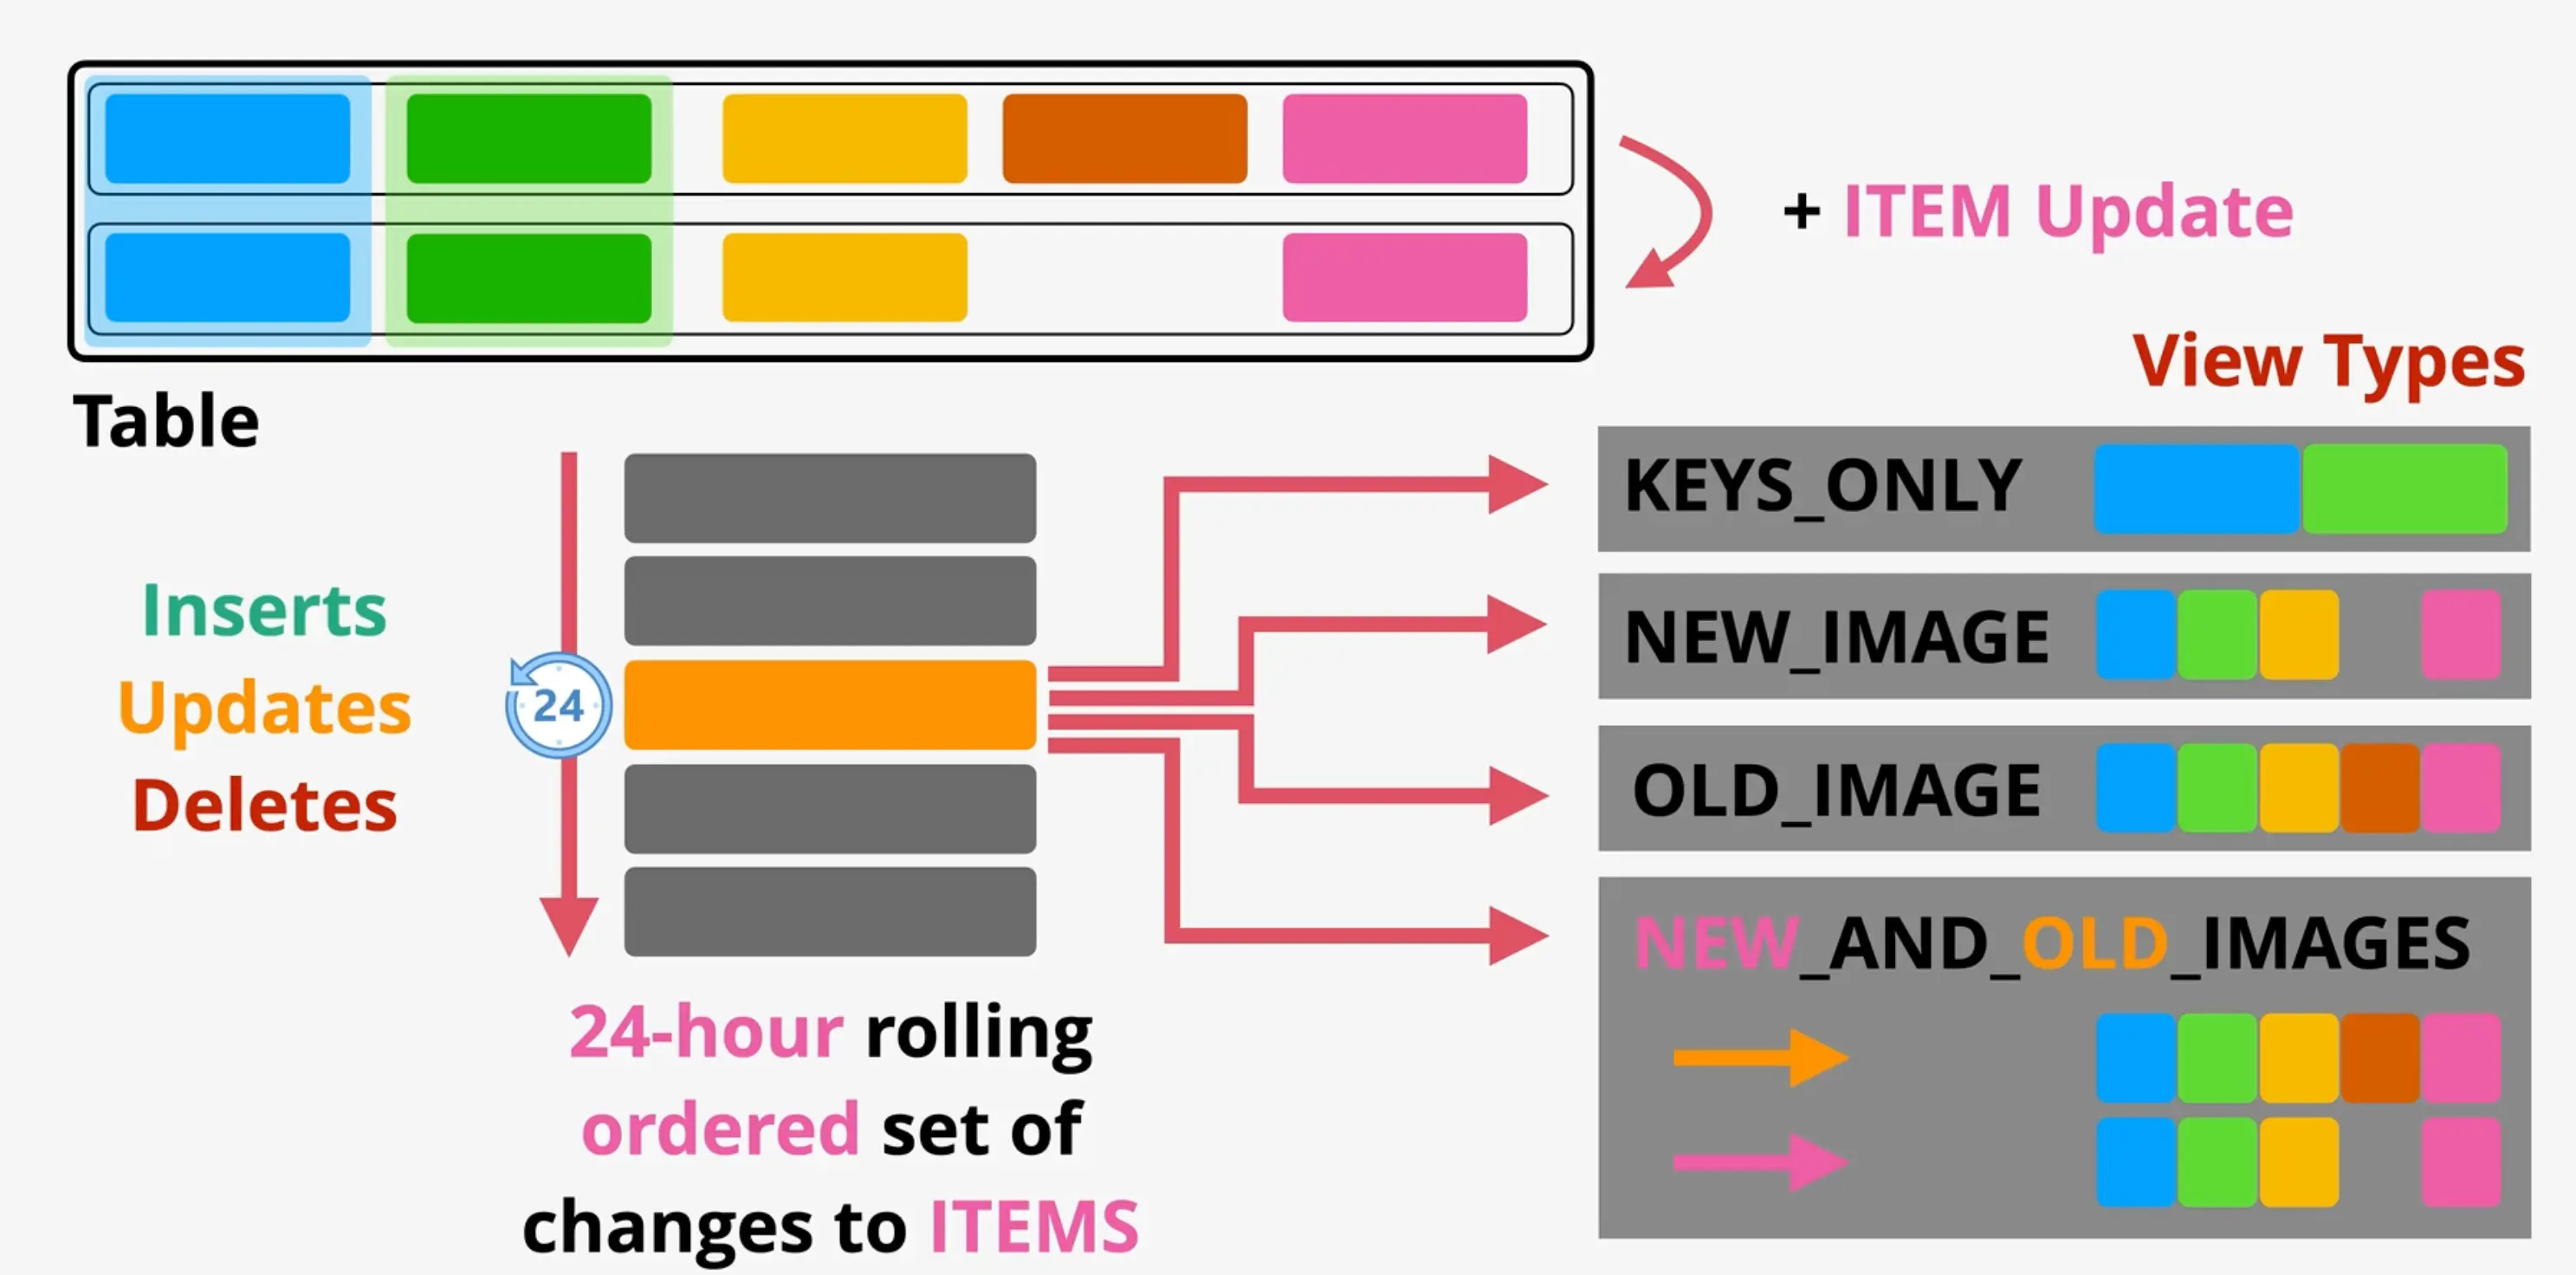 + ITEM Update
View Types
Table
Inserts
Updates
Deletes
24
24-hour rolling
ordered set of
changes to ITEMS
KEYS_ONLY
NEW_IMAGE
OLD_IMAGE
NEW_AND_OLD_IMAGES